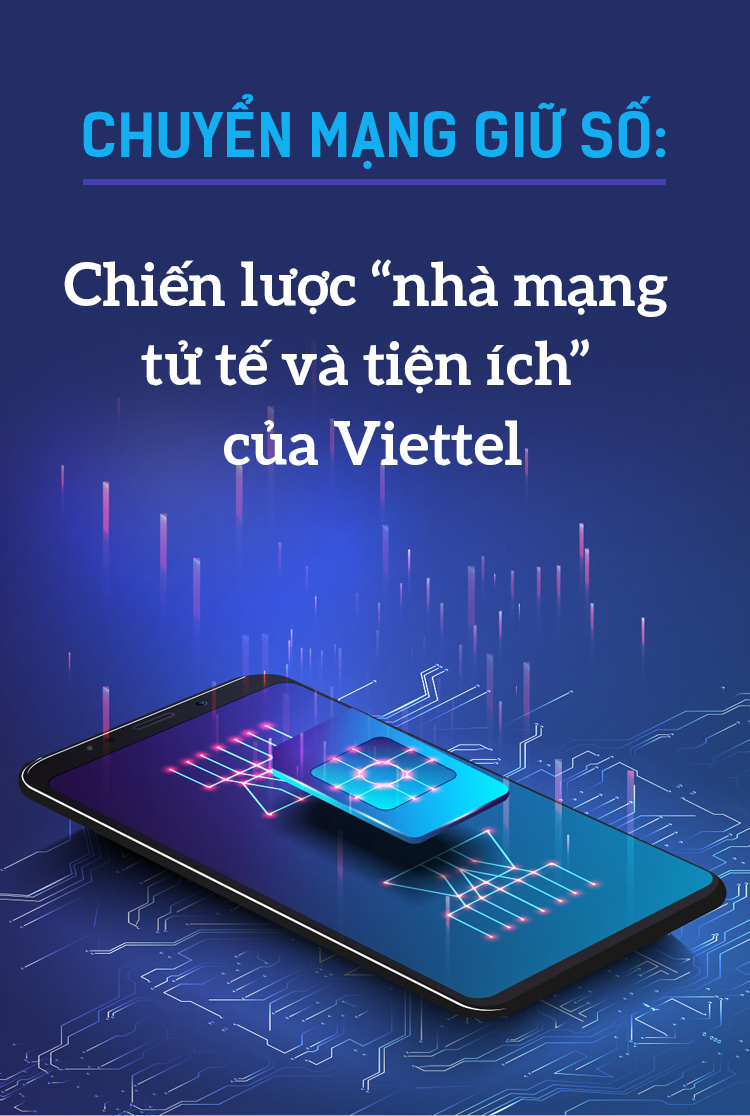 CHUYỂN MẠNG GIỮ SỐ:
Chiến lược “nhà mạng
tử tế và tiện ích”
của Viettel